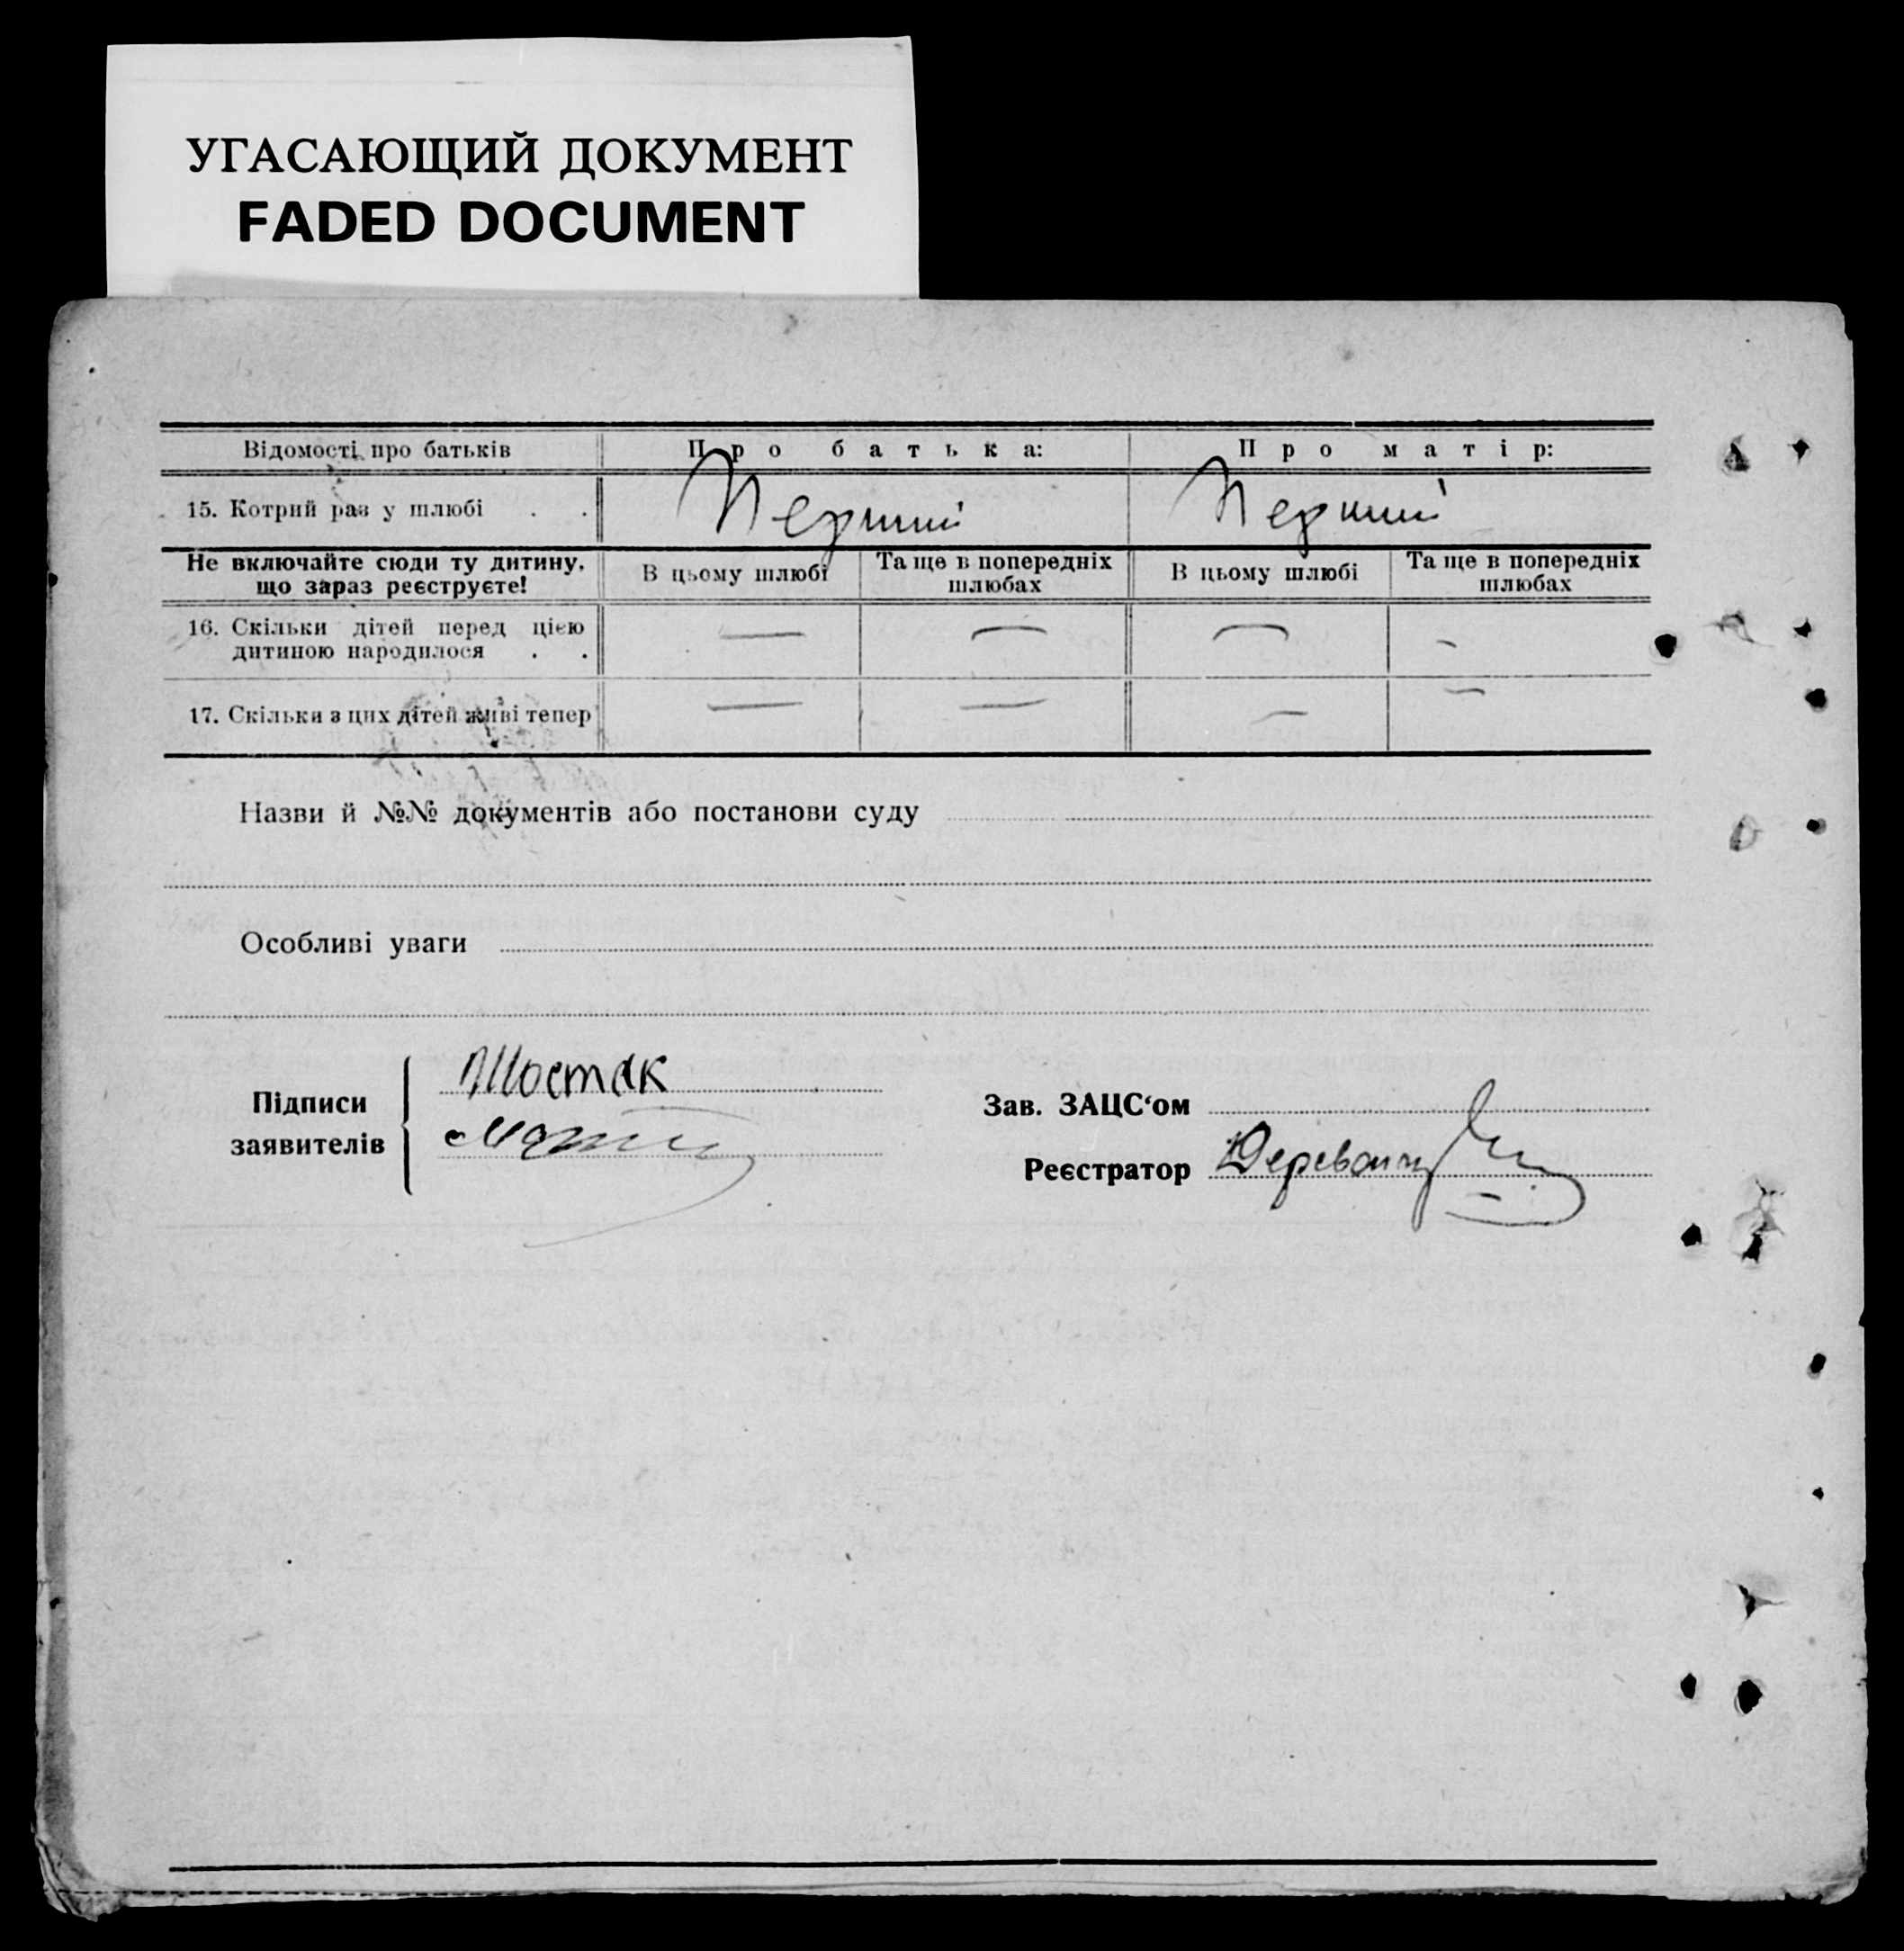 УГАСАЮЩИЙ ДОКУМЕНТ
FADED DOCUMENT
Відомості про батьків Про батька: Про матір:
15. Котрий раз у шлюбі . . Перший Перший
Не включайте сюди ту дитину, що зараз реєструєте! В цьому шлюбі Та ще в попередніх шлюбах В цьому шлюбі Та ще в попередніх шлюбах
16. Скільки дітей перед цією — — — —
дитиною народилося . .
17. Скільки з цих дітей живі тепер — — — —
Назви й №№ документів або постанови суду
Особливі уваги
Шостак
Підписи
заявителів
Зав. ЗАЦС‘ом
Реєстратор